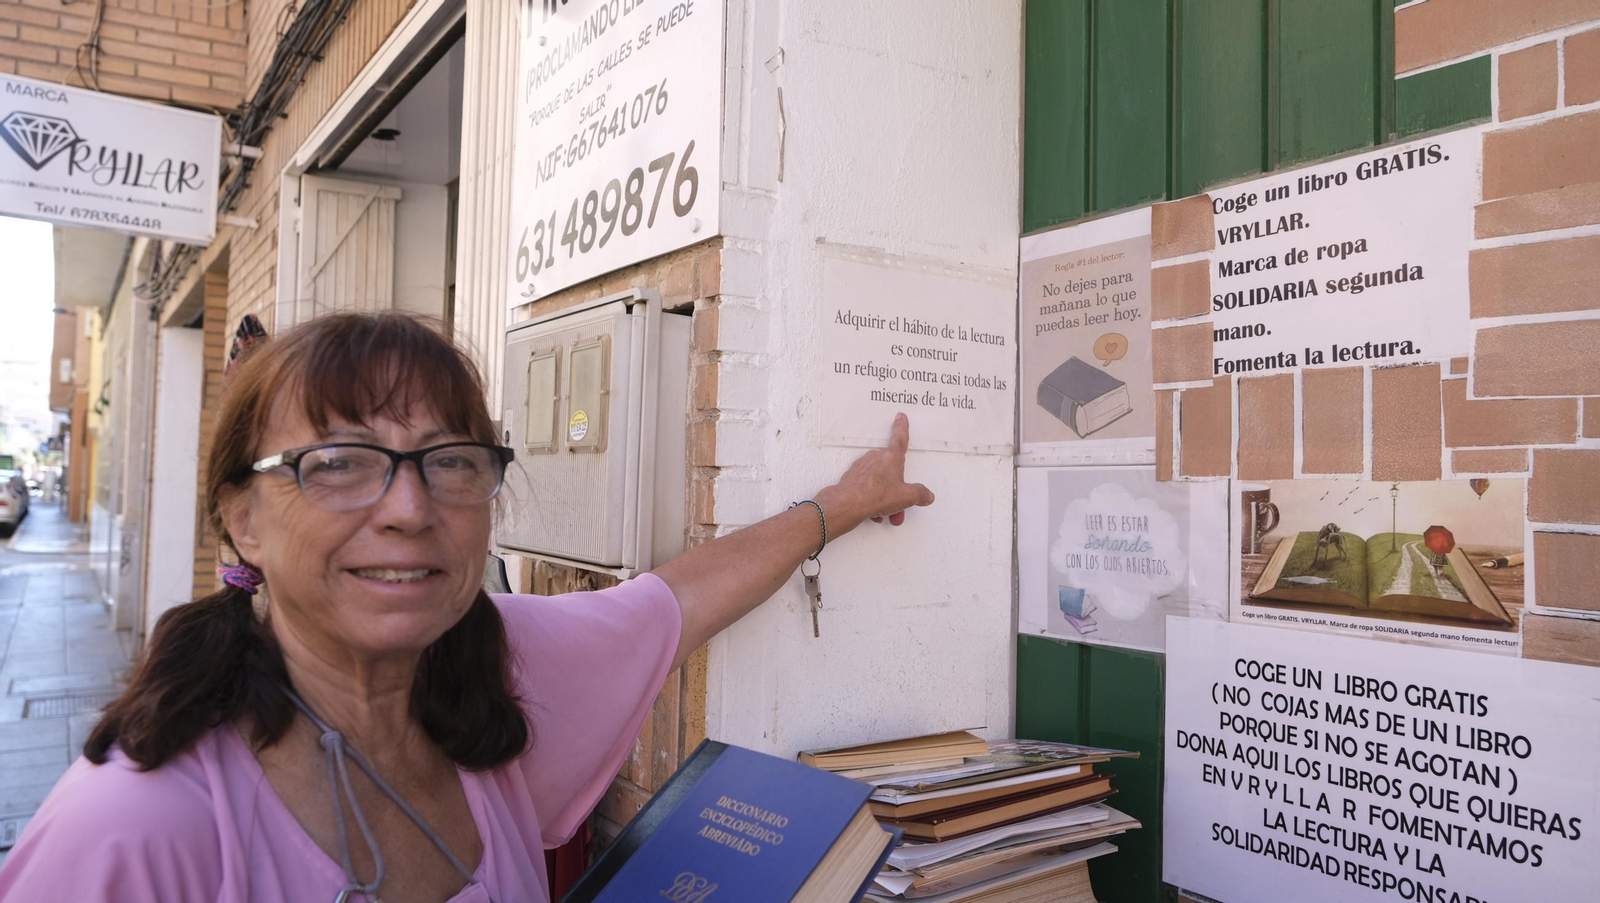 MARCA
VRYLLAR
Tel/ 678354448
(PROCLAMANDO
"PORQUE DE LAS CALLES SE PUEDE
SALIR"
NIF:G67641076
631489876
Adquirir el hábito de la lectura
es construir
un refugio contra casi todas las
miserias de la vida.
Regla #1 del lector:
No dejes para
mañana lo que
puedas leer hoy.
Coge un libro GRATIS.
VRYLLAR.
Marca de ropa
SOLIDARIA segunda
mano.
Fomenta la lectura.
LEER ES ESTAR
Soñando
CON LOS OJOS ABIERTOS.
Coge un libro GRATIS. VRYLLAR. Marca de ropa SOLIDARIA segunda mano fomenta lectur
COGE UN LIBRO GRATIS
( NO COJAS MAS DE UN LIBRO
PORQUE SI NO SE AGOTAN )
DONA AQUI LOS LIBROS QUE QUIERAS
EN V R Y L L A R FOMENTAMOS
LA LECTURA Y LA
SOLIDARIDAD RESPONSA
DICCIONARIO
ENCICLOPÉDICO
ABREVIADO